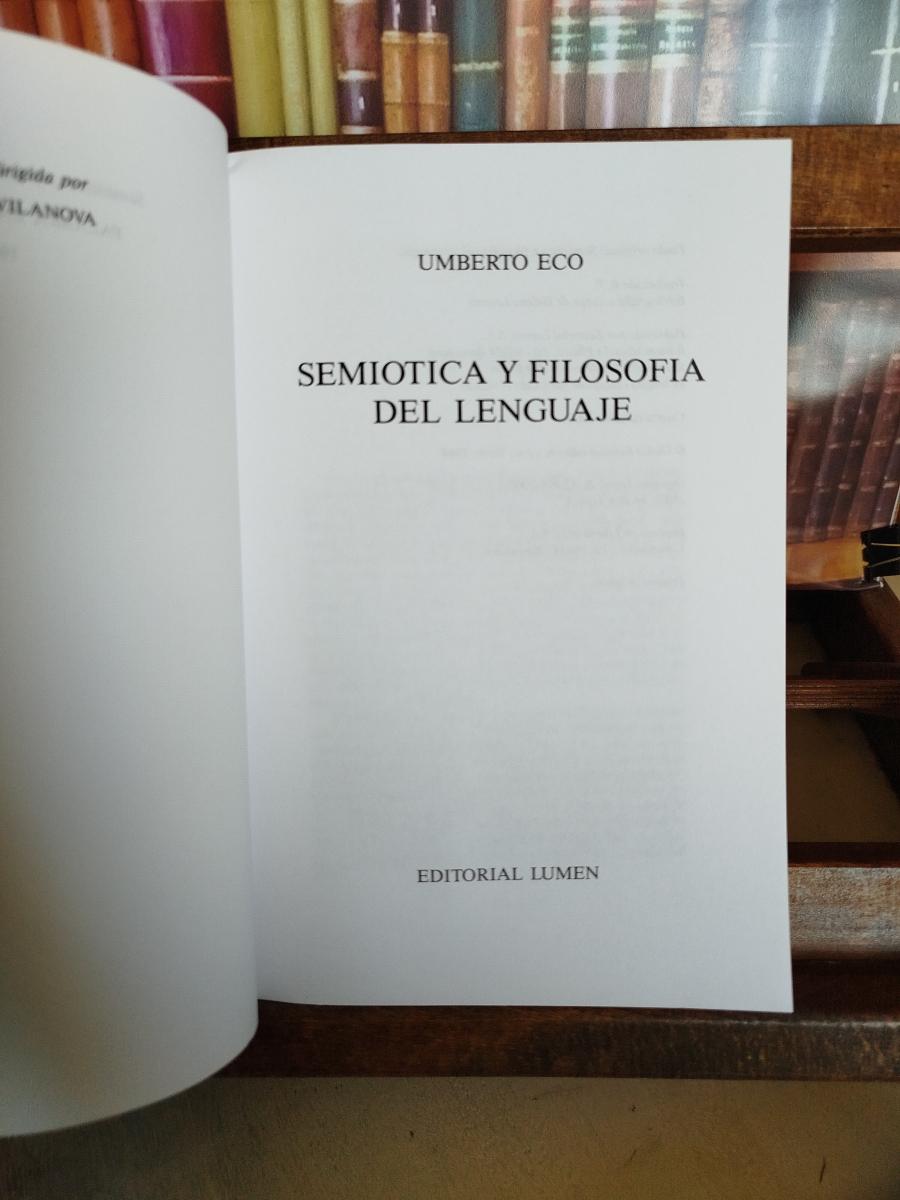 irigida por
VILANOVA
UMBERTO ECO
SEMIOTICA Y FILOSOFIA
DEL LENGUAJE
EDITORIAL LUMEN